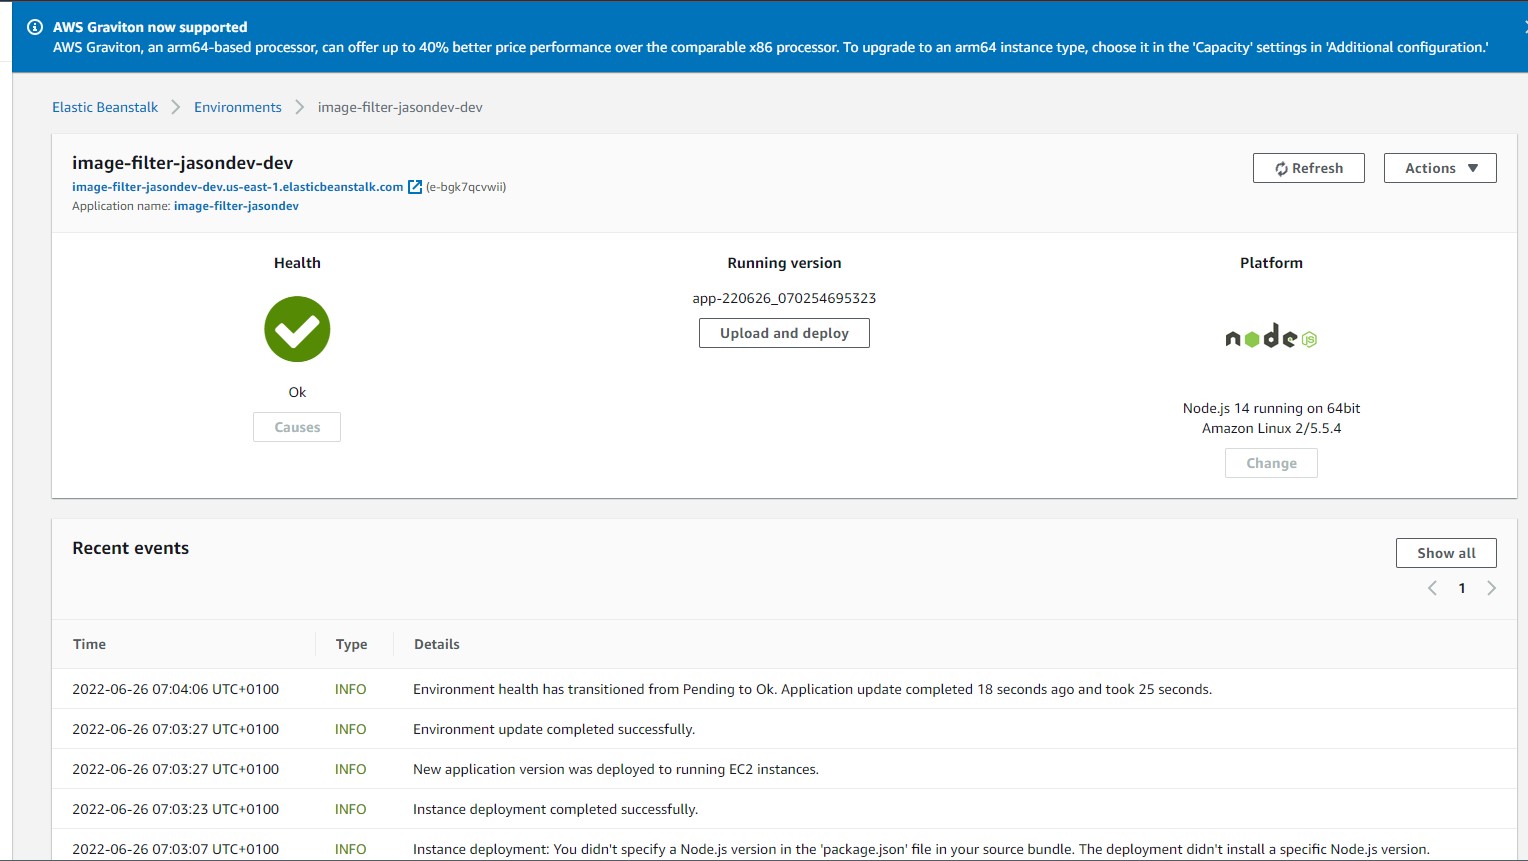 AWS Graviton now supported
AWS Graviton, an arm64-based processor, can offer up to 40% better price performance over the comparable x86 processor. To upgrade to an arm64 instance type, choose it in the 'Capacity' settings in 'Additional configuration.'
Elastic Beanstalk
Environments
image-filter-jasondev-dev
image-filter-jasondev-dev
image-filter-jasondev-dev.us-east-1.elasticbeanstalk.com (e-bgk7qcvwii)
Application name: image-filter-jasondev
Refresh
Actions
Health
Ok
Causes
Running version
app-220626_070254695323
Upload and deploy
Platform
node JS
Node.js 14 running on 64bit
Amazon Linux 2/5.5.4
Change
Recent events
Show all
1
Time Type Details
2022-06-26 07:04:06 UTC+0100 INFO Environment health has transitioned from Pending to Ok. Application update completed 18 seconds ago and took 25 seconds.
2022-06-26 07:03:27 UTC+0100 INFO Environment update completed successfully.
2022-06-26 07:03:27 UTC+0100 INFO New application version was deployed to running EC2 instances.
2022-06-26 07:03:23 UTC+0100 INFO Instance deployment completed successfully.
2022-06-26 07:03:07 UTC+0100 INFO Instance deployment: You didn't specify a Node.js version in the 'package.json' file in your source bundle. The deployment didn't install a specific Node.js version.